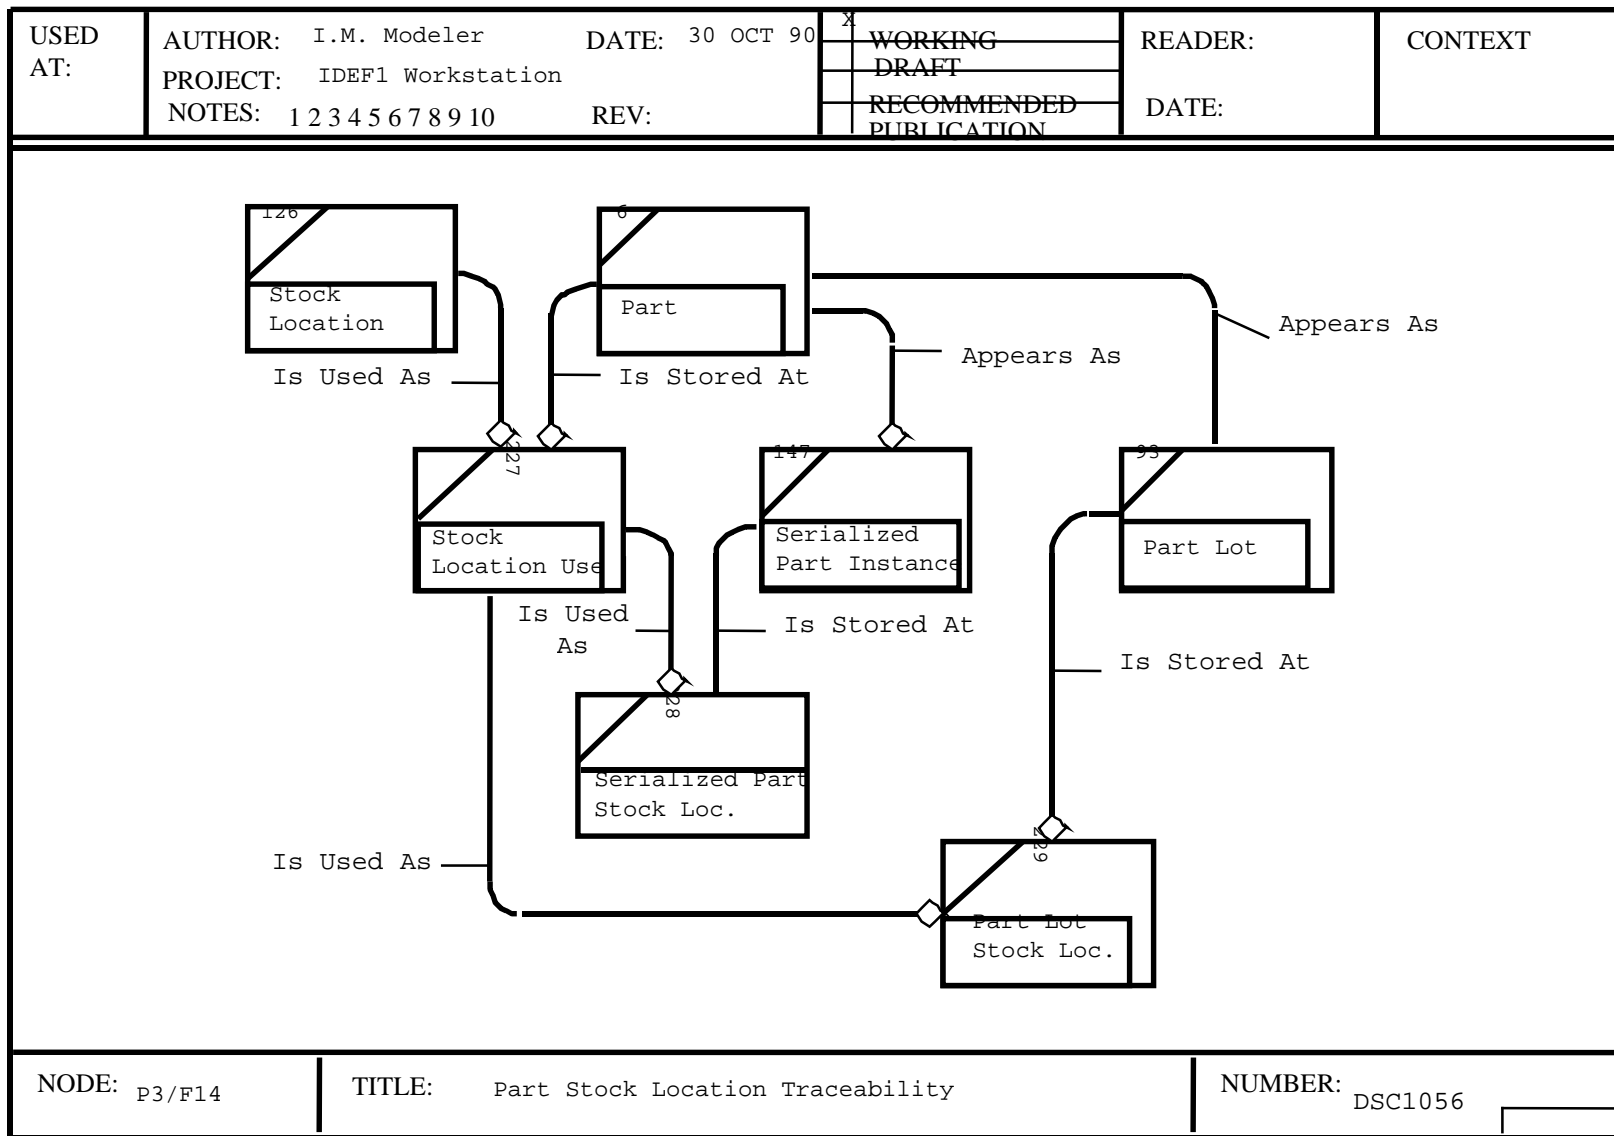 USED
AT:
AUTHOR: I.M. Modeler DATE: 30 OCT 90
PROJECT: IDEF1 Workstation
NOTES: 1 2 3 4 5 6 7 8 9 10 REV:
X
WORKING
DRAFT
RECOMMENDED
PUBLICATION
READER:
DATE:
CONTEXT
126
Stock
Location
6
Part
Appears As
Appears As
Is Used As
Is Stored At
227
Stock
Location Use
147
Serialized
Part Instance
93
Part Lot
Is Used
As
Is Stored At
Is Stored At
28
Serialized Part
Stock Loc.
Is Used As
229
Part Lot
Stock Loc.
NODE: P3/F14
TITLE: Part Stock Location Traceability
NUMBER: DSC1056